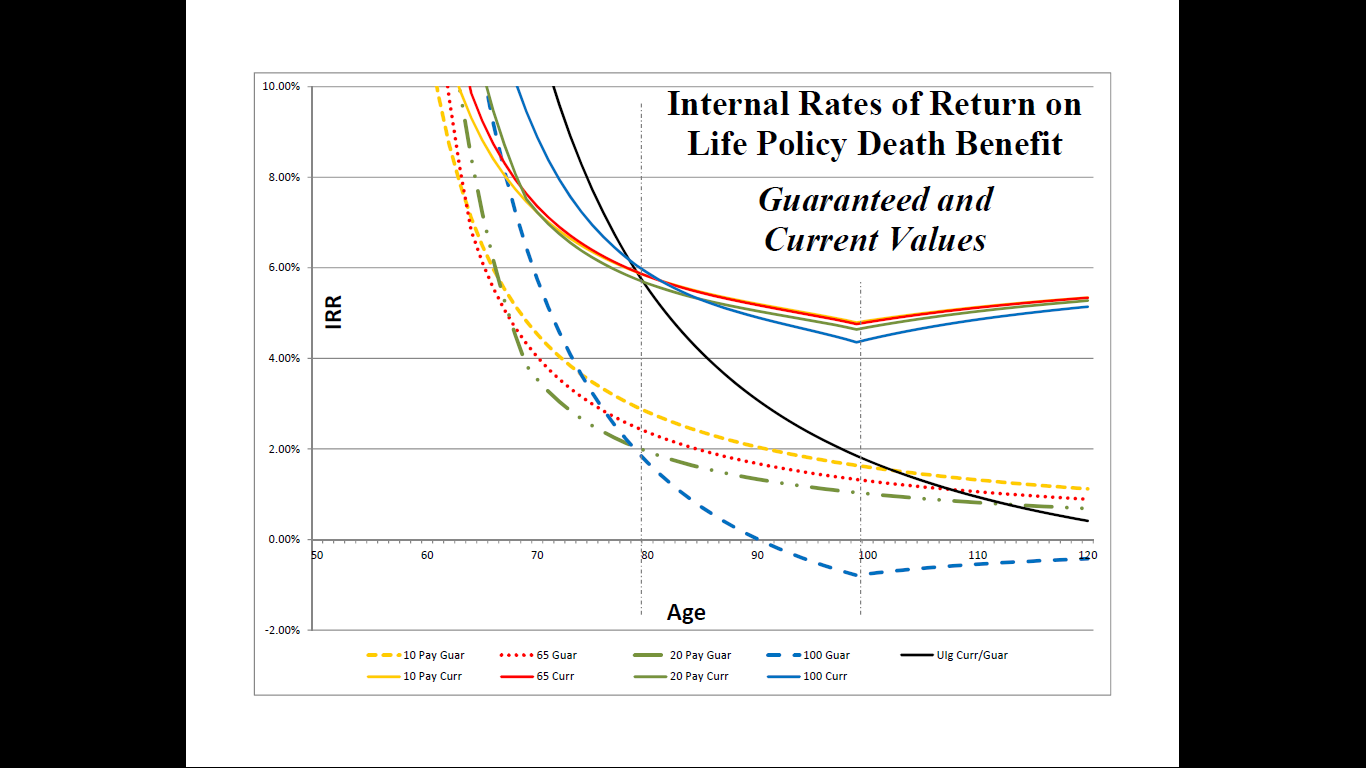 Internal Rates of Return on
Life Policy Death Benefit
Guaranteed and
Current Values
10.00%
8.00%
6.00%
4.00%
2.00%
0.00%
-2.00%
IRR
50 60 70 80 90 100 110 120
Age
10 Pay Guar 65 Guar 20 Pay Guar 100 Guar Ulg Curr/Guar
10 Pay Curr 65 Curr 20 Pay Curr 100 Curr